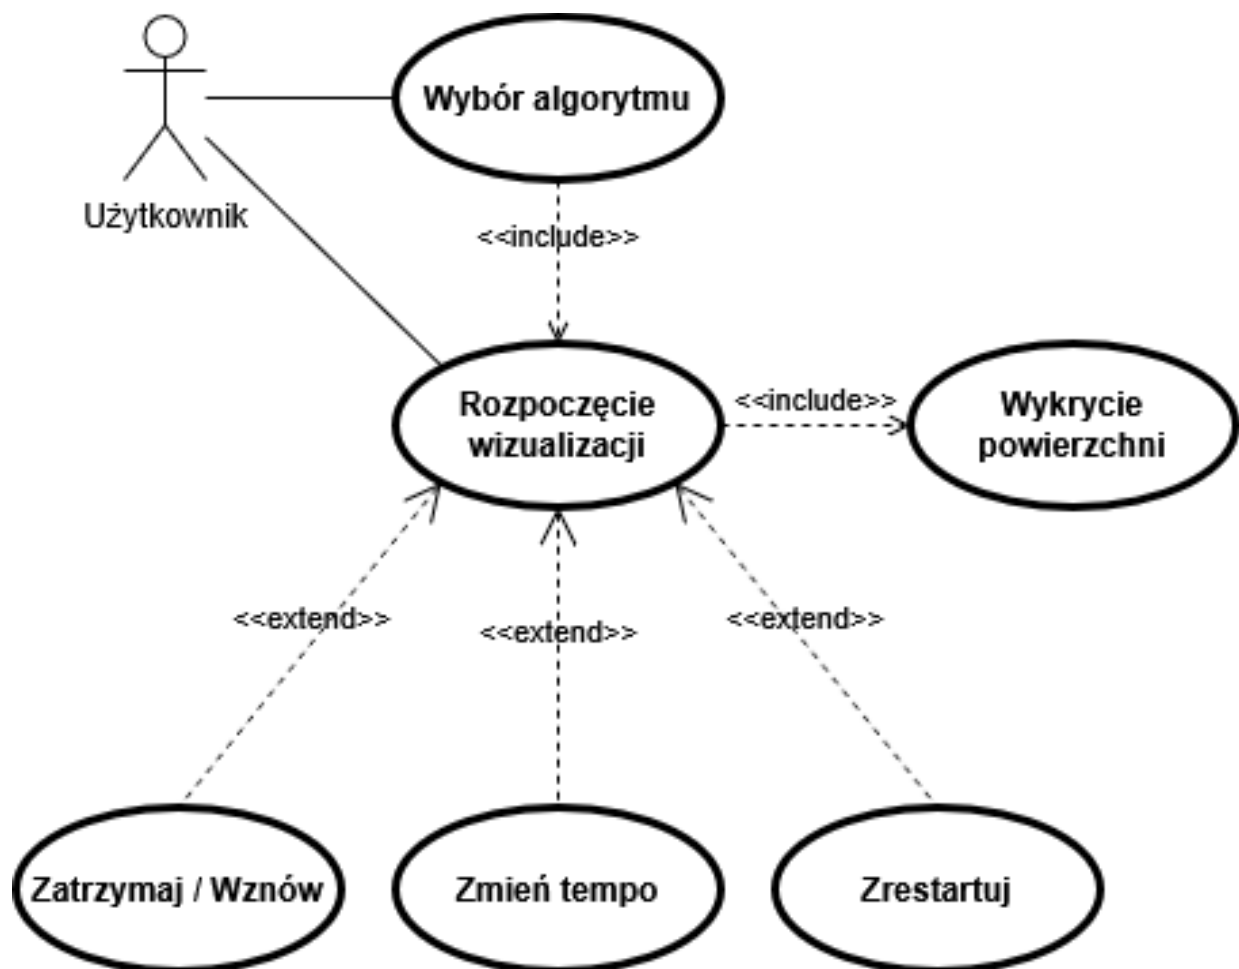 Wybór algorytmu
Użytkownik
<<include>>
Rozpoczęcie
wizualizacji
<<include>>
Wykrycie
powierzchni
<<extend>>
<<extend>>
<<extend>>
Zatrzymaj / Wznów
Zmień tempo
Zrestartuj